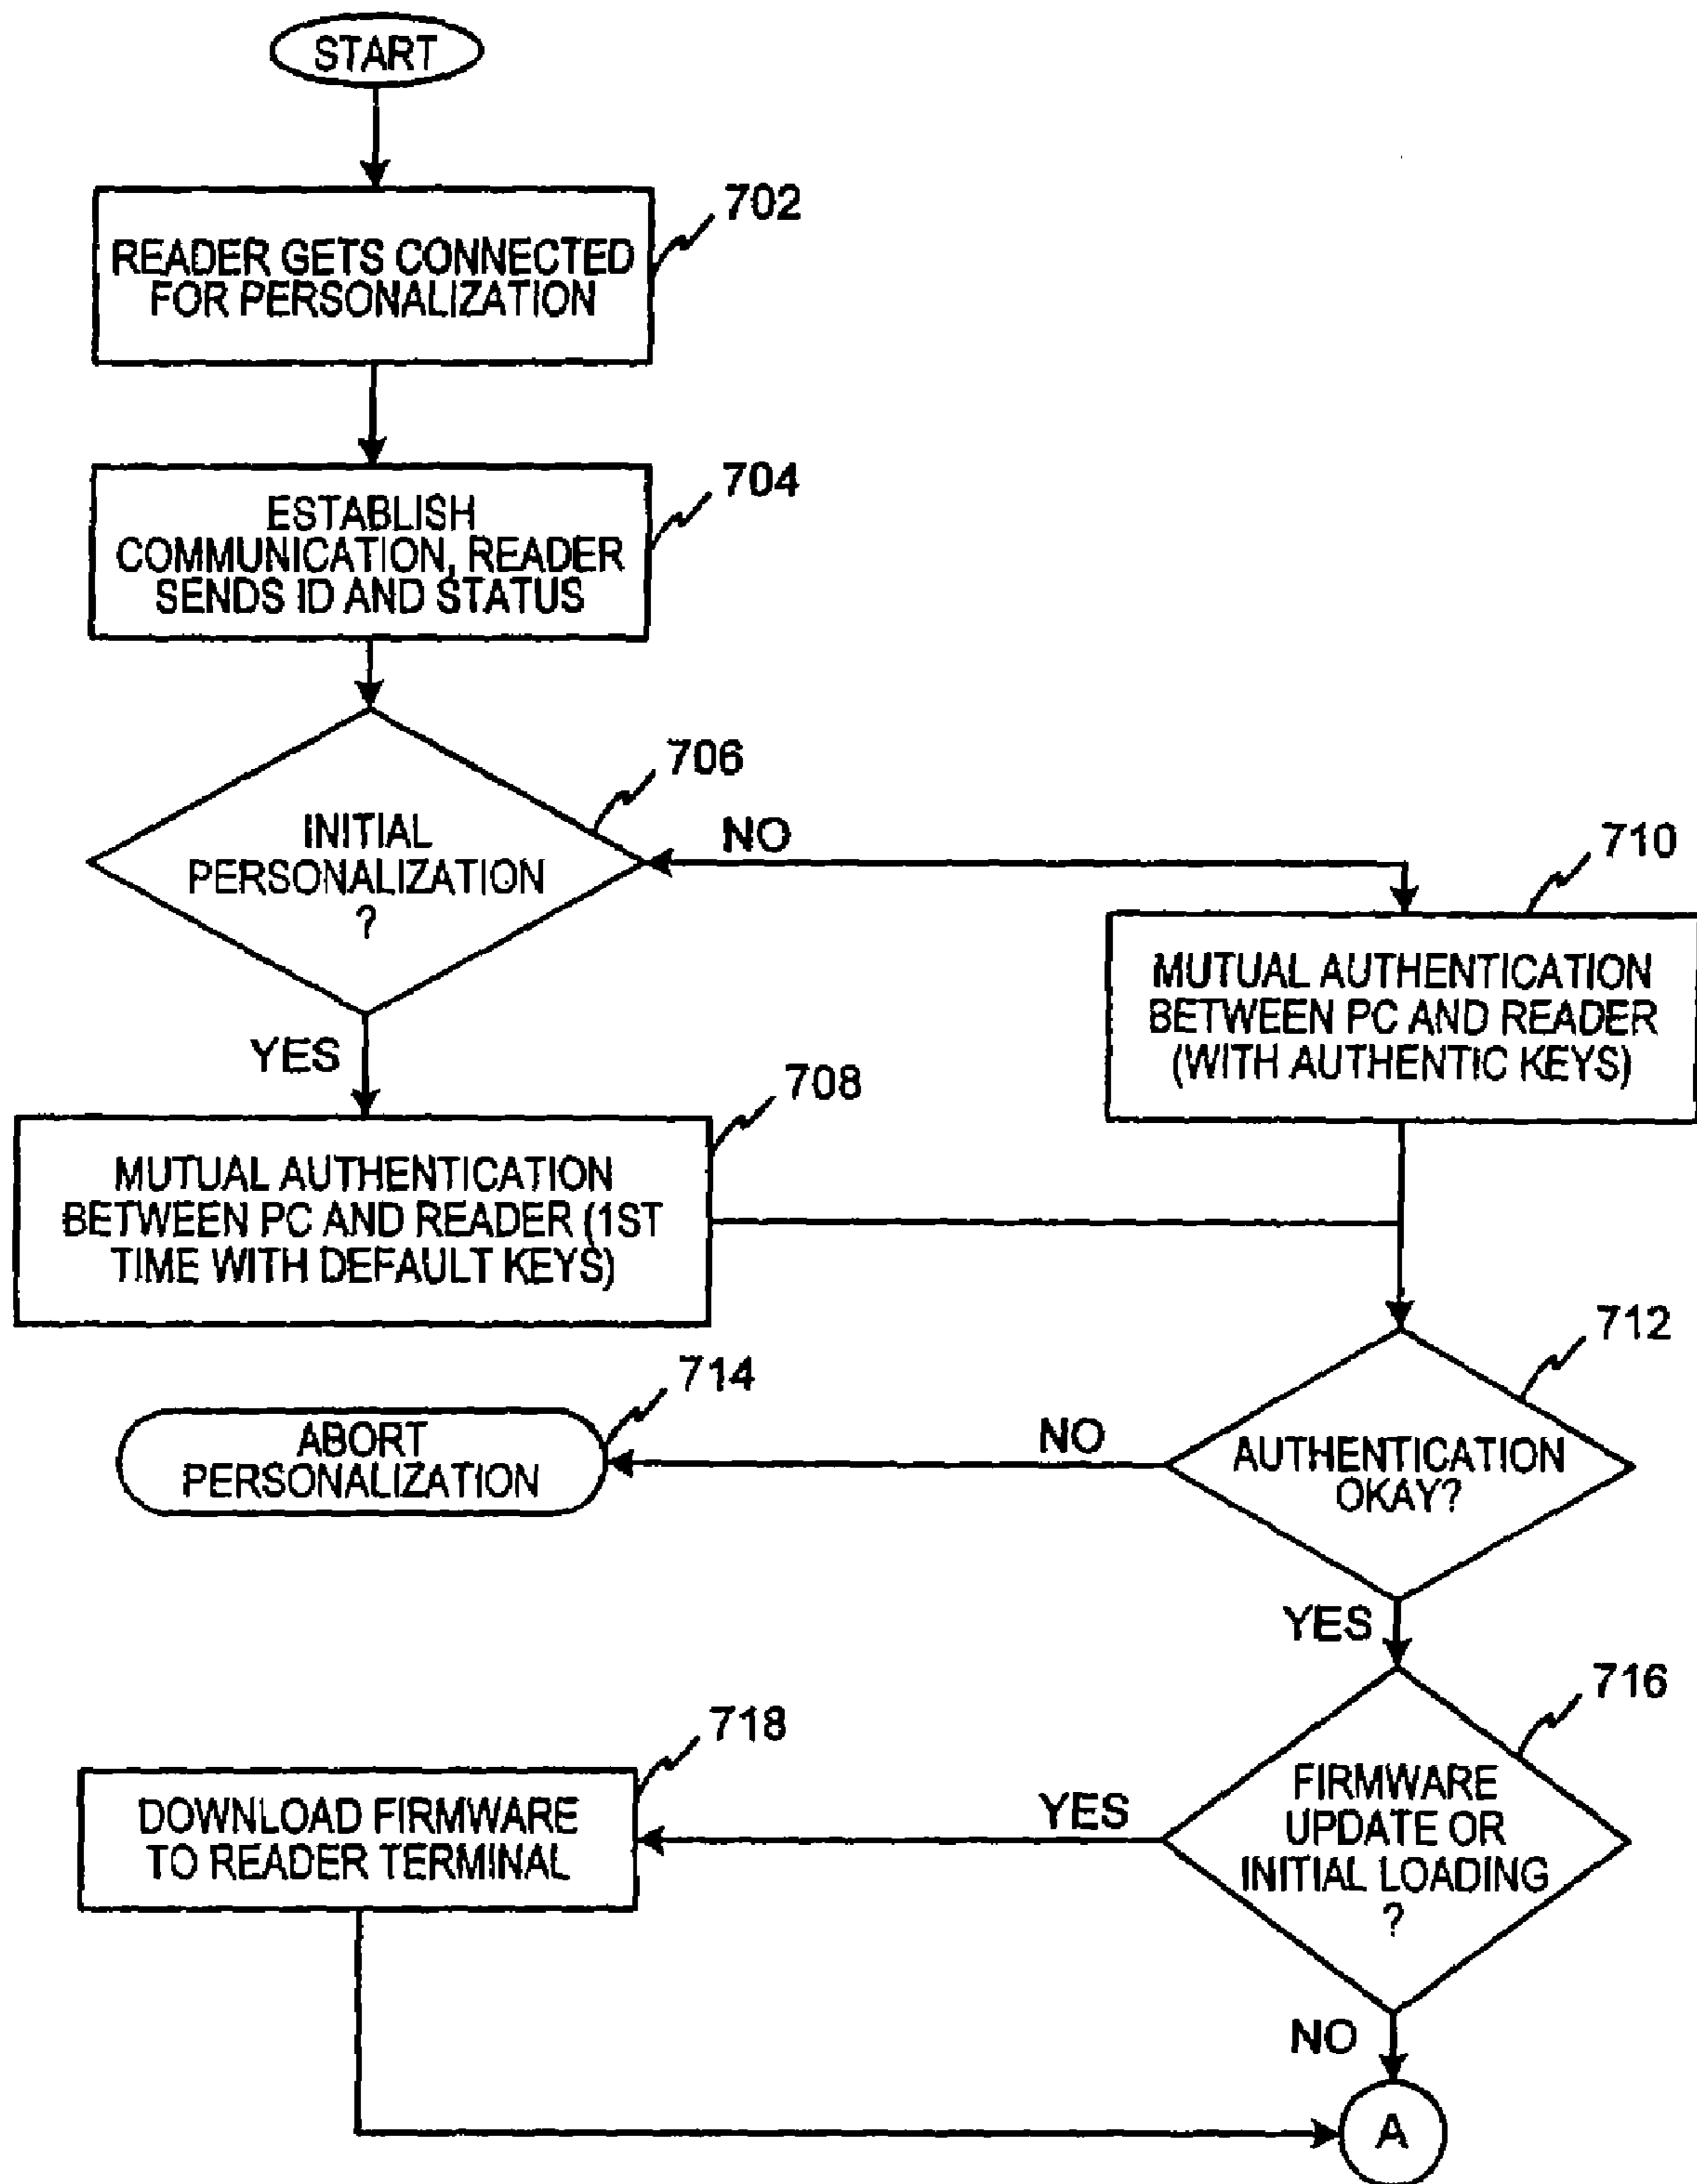 START
702
READER GETS CONNECTED
FOR PERSONALIZATION
704
ESTABLISH
COMMUNICATION, READER
SENDS ID AND STATUS
706
INITIAL
PERSONALIZATION
?
NO
710
MUTUAL AUTHENTICATION
BETWEEN PC AND READER
(WITH AUTHENTIC KEYS)
YES
708
MUTUAL AUTHENTICATION
BETWEEN PC AND READER (1ST
TIME WITH DEFAULT KEYS)
712
AUTHENTICATION
OKAY?
NO
714
ABORT
PERSONALIZATION
YES
716
FIRMWARE
UPDATE OR
INITIAL LOADING
?
YES
718
DOWNLOAD FIRMWARE
TO READER TERMINAL
NO
A